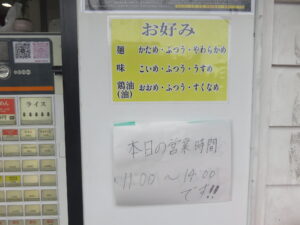 お好み
麺 かため・ふつう・やわらかめ
味 こいめ・ふつう・うすめ
鶏油(油) おおめ・ふつう・すくなめ
本日の営業時間
11:00～14:00
です!!
ライス